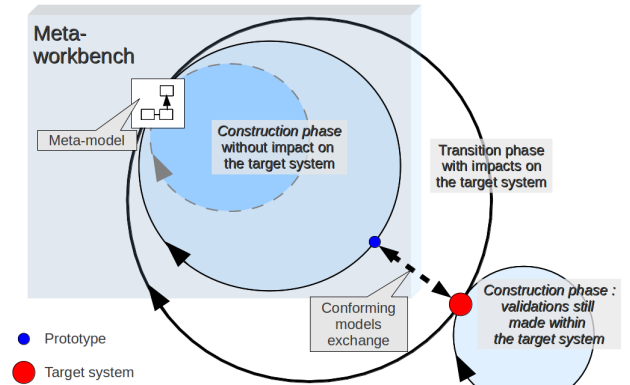 Meta-
workbench
Meta-model
Construction phase
without impact on
the target system
Transition phase
with impacts on
the target system
Construction phase :
validations still
made within
the target system
Conforming
models
exchange
Prototype
Target system